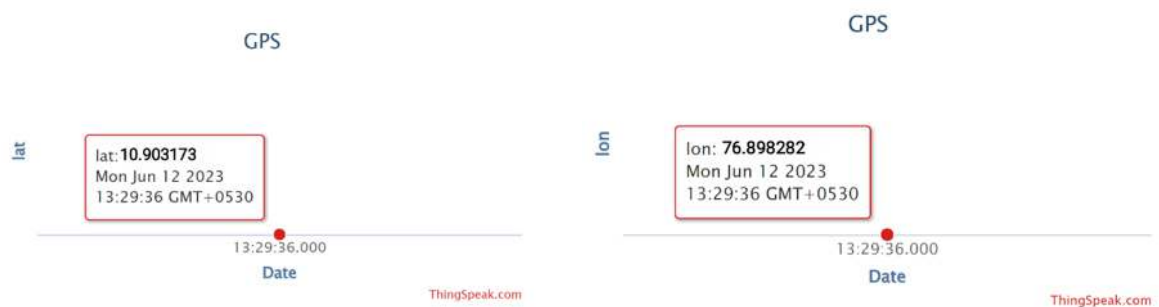 GPS
lat
lat: 10.903173
Mon Jun 12 2023
13:29:36 GMT+0530
13:29:36.000
Date
ThingSpeak.com
GPS
lon
lon: 76.898282
Mon Jun 12 2023
13:29:36 GMT+0530
13:29:36.000
Date
ThingSpeak.com